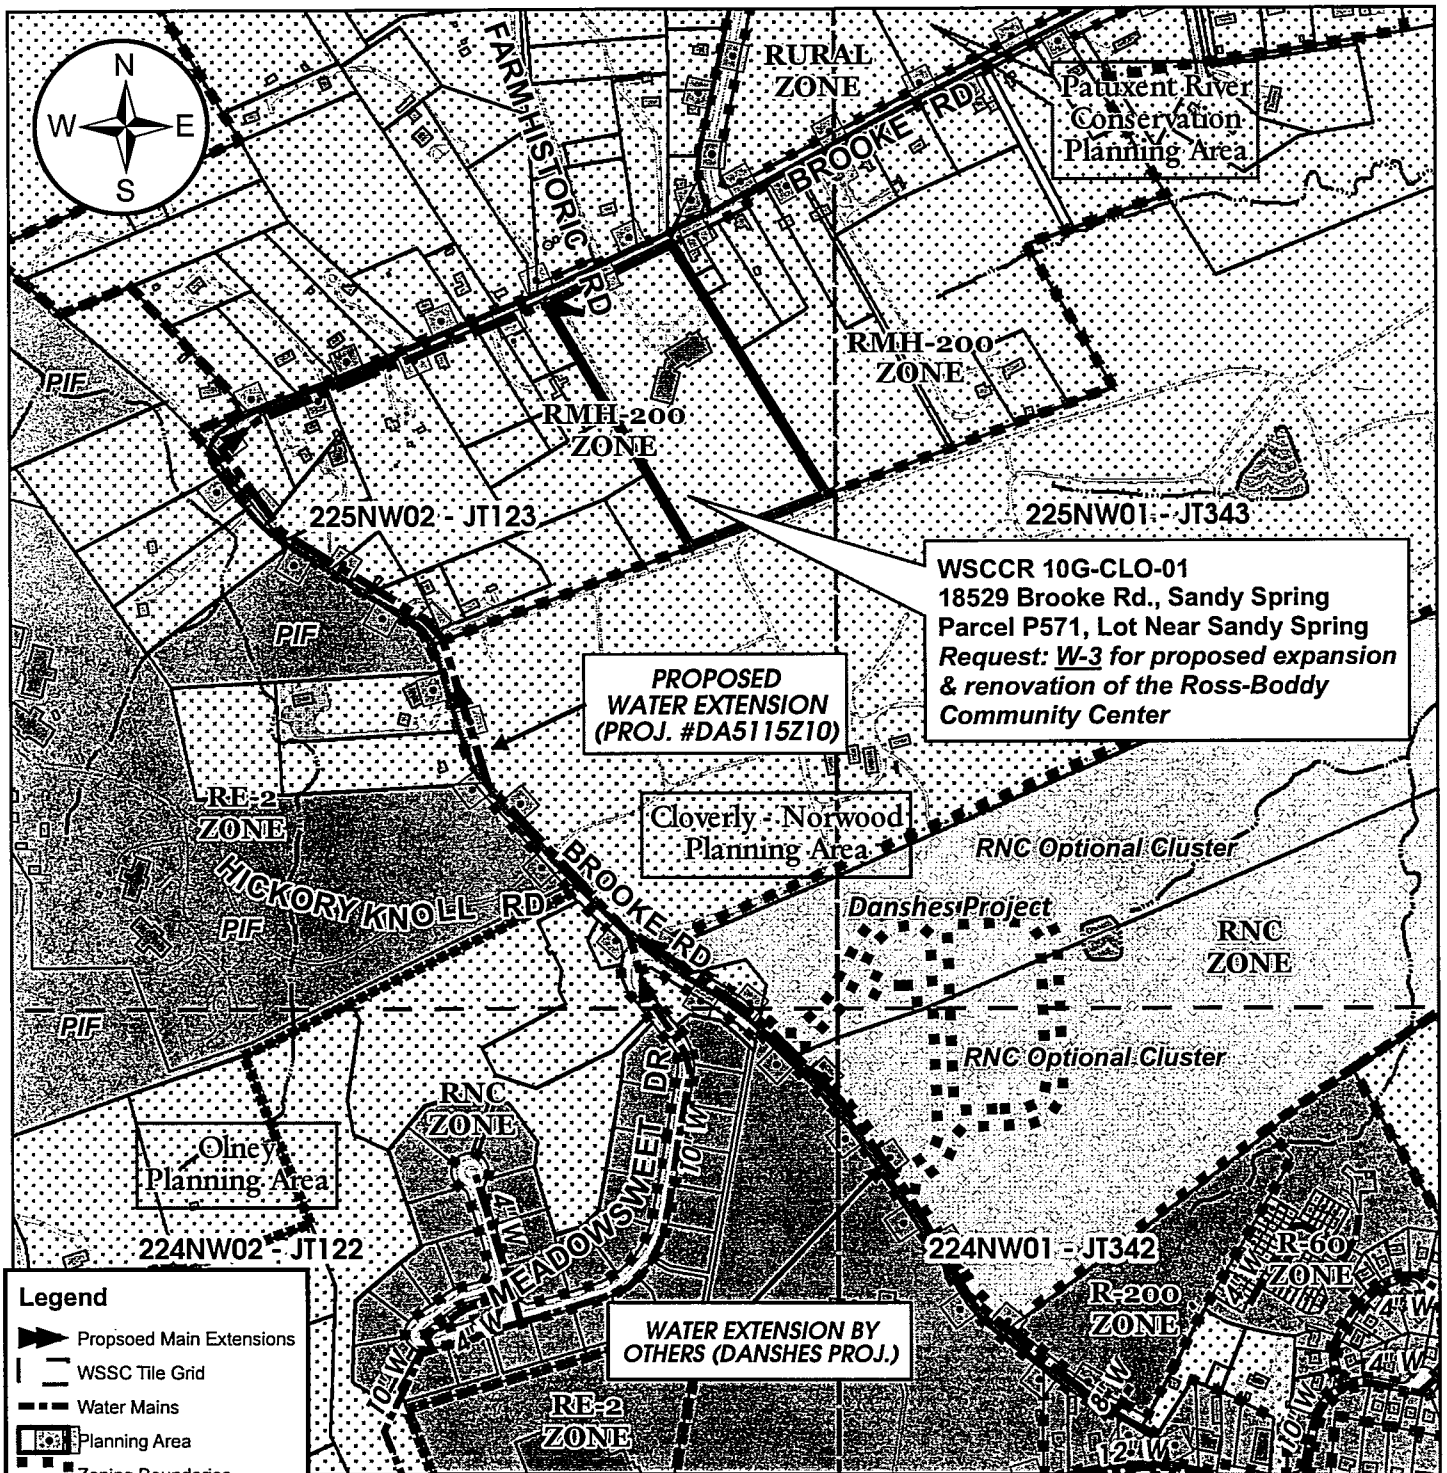 N
W E
S
FARM-HISTORIC RD
RURAL
ZONE
BROOKE RD
Patuxent River
Conservation
Planning Area
PIF
RMH-200
ZONE
RMH-200
ZONE
225NW02 - JT123
225NW01 - JT343
WSCCR 10G-CLO-01
18529 Brooke Rd., Sandy Spring
Parcel P571, Lot Near Sandy Spring
Request: W-3 for proposed expansion
& renovation of the Ross-Boddy
Community Center
PIF
PROPOSED
WATER EXTENSION
(PROJ. #DA5115Z10)
RE-2
ZONE
Cloverly - Norwood
Planning Area
RNC Optional Cluster
HICKORY KNOLL RD
BROOKE RD
PIF
Danshes Project
RNC
ZONE
PIF
RNC Optional Cluster
RNC
ZONE
10" W
Olney
Planning Area
4" W
MEADOWSWEET DR
224NW02 - JT122
224NW01 - JT342
R-60
ZONE
R-200
ZONE
4" W
4" W
4" W
4" W
10" W
WATER EXTENSION BY
OTHERS (DANSHES PROJ.)
8" W
10" W
12" W
RE-2
ZONE
Legend
Propsoed Main Extensions
WSSC Tile Grid
Water Mains
Planning Area
Zoning Boundaries